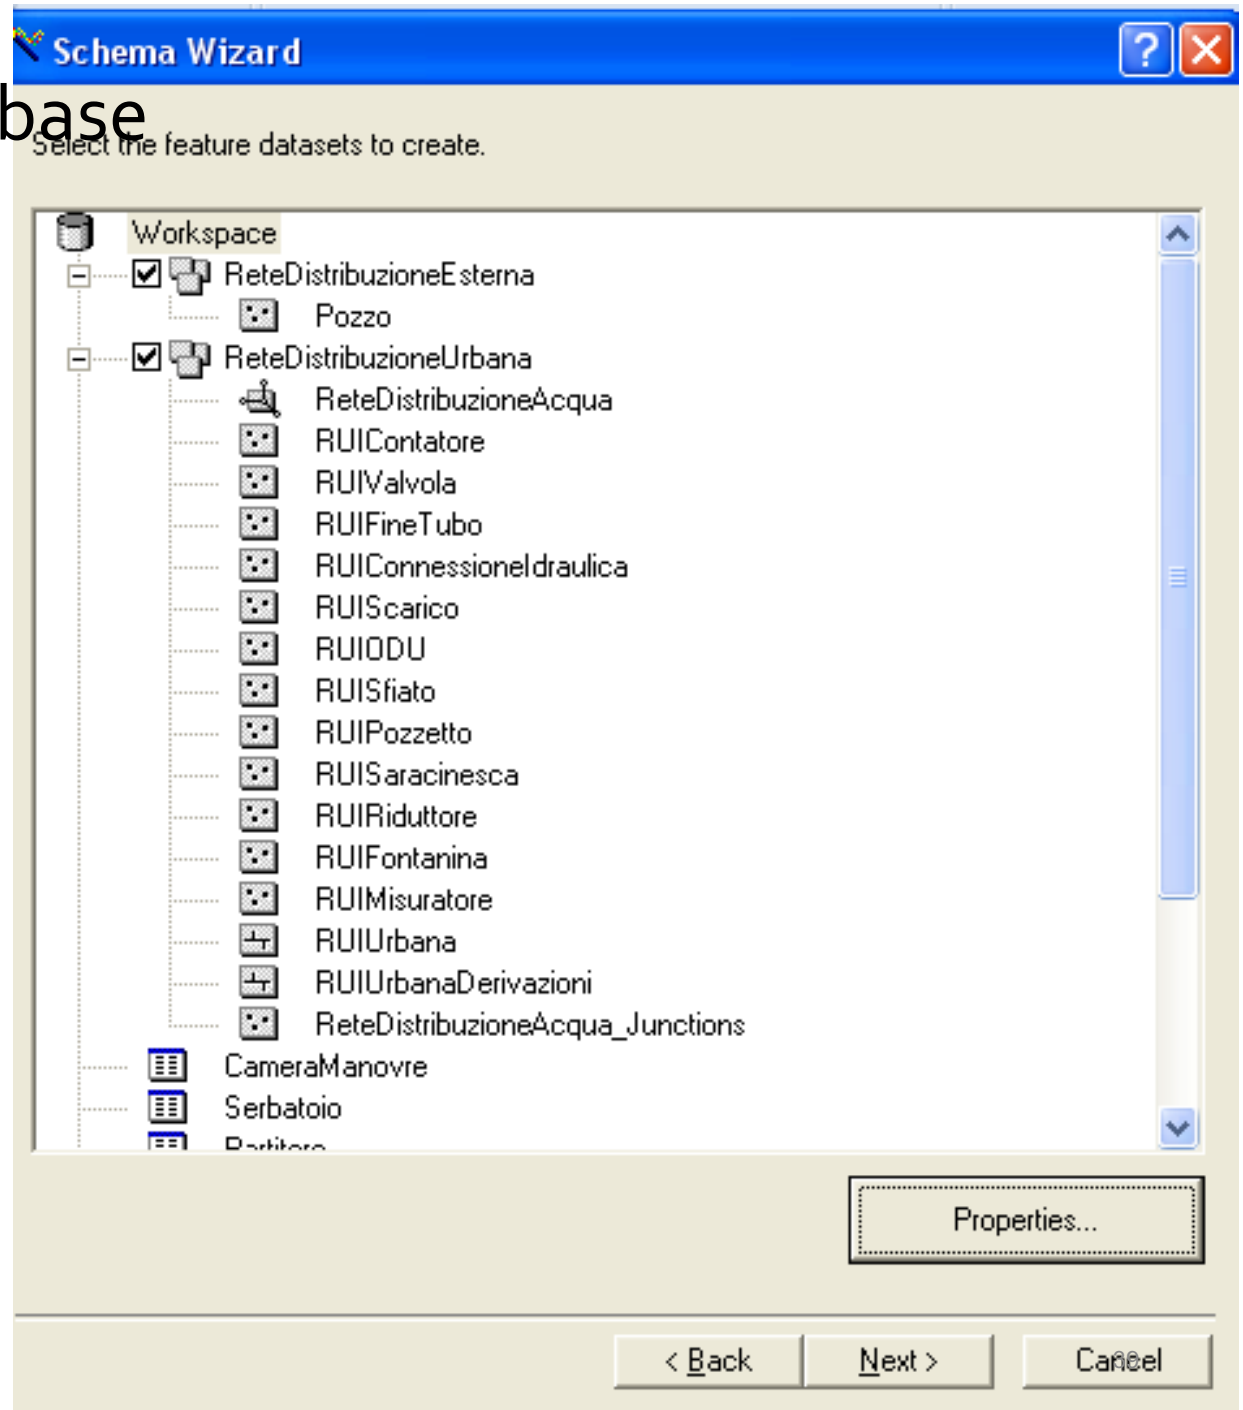 Schema Wizard
base
Select the feature datasets to create.
Workspace
ReteDistribuzioneEsterna
Pozzo
ReteDistribuzioneUrbana
ReteDistribuzioneAcqua
RUIContatore
RUIValvola
RUIFineTubo
RUIConnessioneIdraulica
RUIScarico
RUIODU
RUISfiato
RUIPozzetto
RUISaracinesca
RUIRiduttore
RUIFontanina
RUIMisuratore
RUIUrbana
RUIUrbanaDerivazioni
ReteDistribuzioneAcqua_Junctions
CameraManovre
Serbatoio
Partitore
Properties...
< Back Next > Cancel